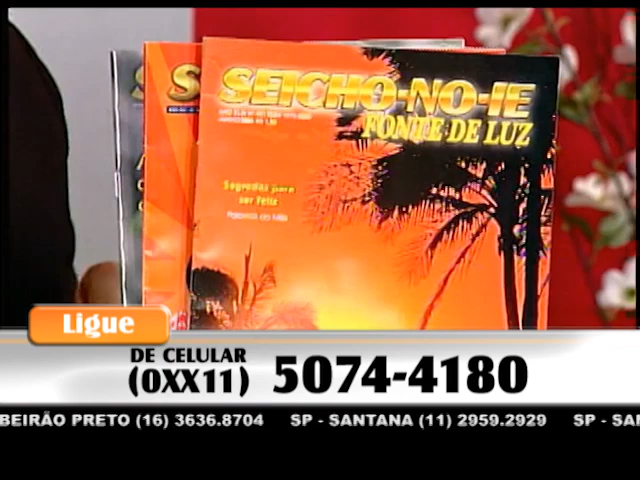 SEICHO-NO-IE
FONTE DE LUZ
Segredos para
ser feliz
Ligue
DE CELULAR
(0XX11) 5074-4180
BEIRÃO PRETO (16) 3636.8704 SP - SANTANA (11) 2959.2929 SP - SAN